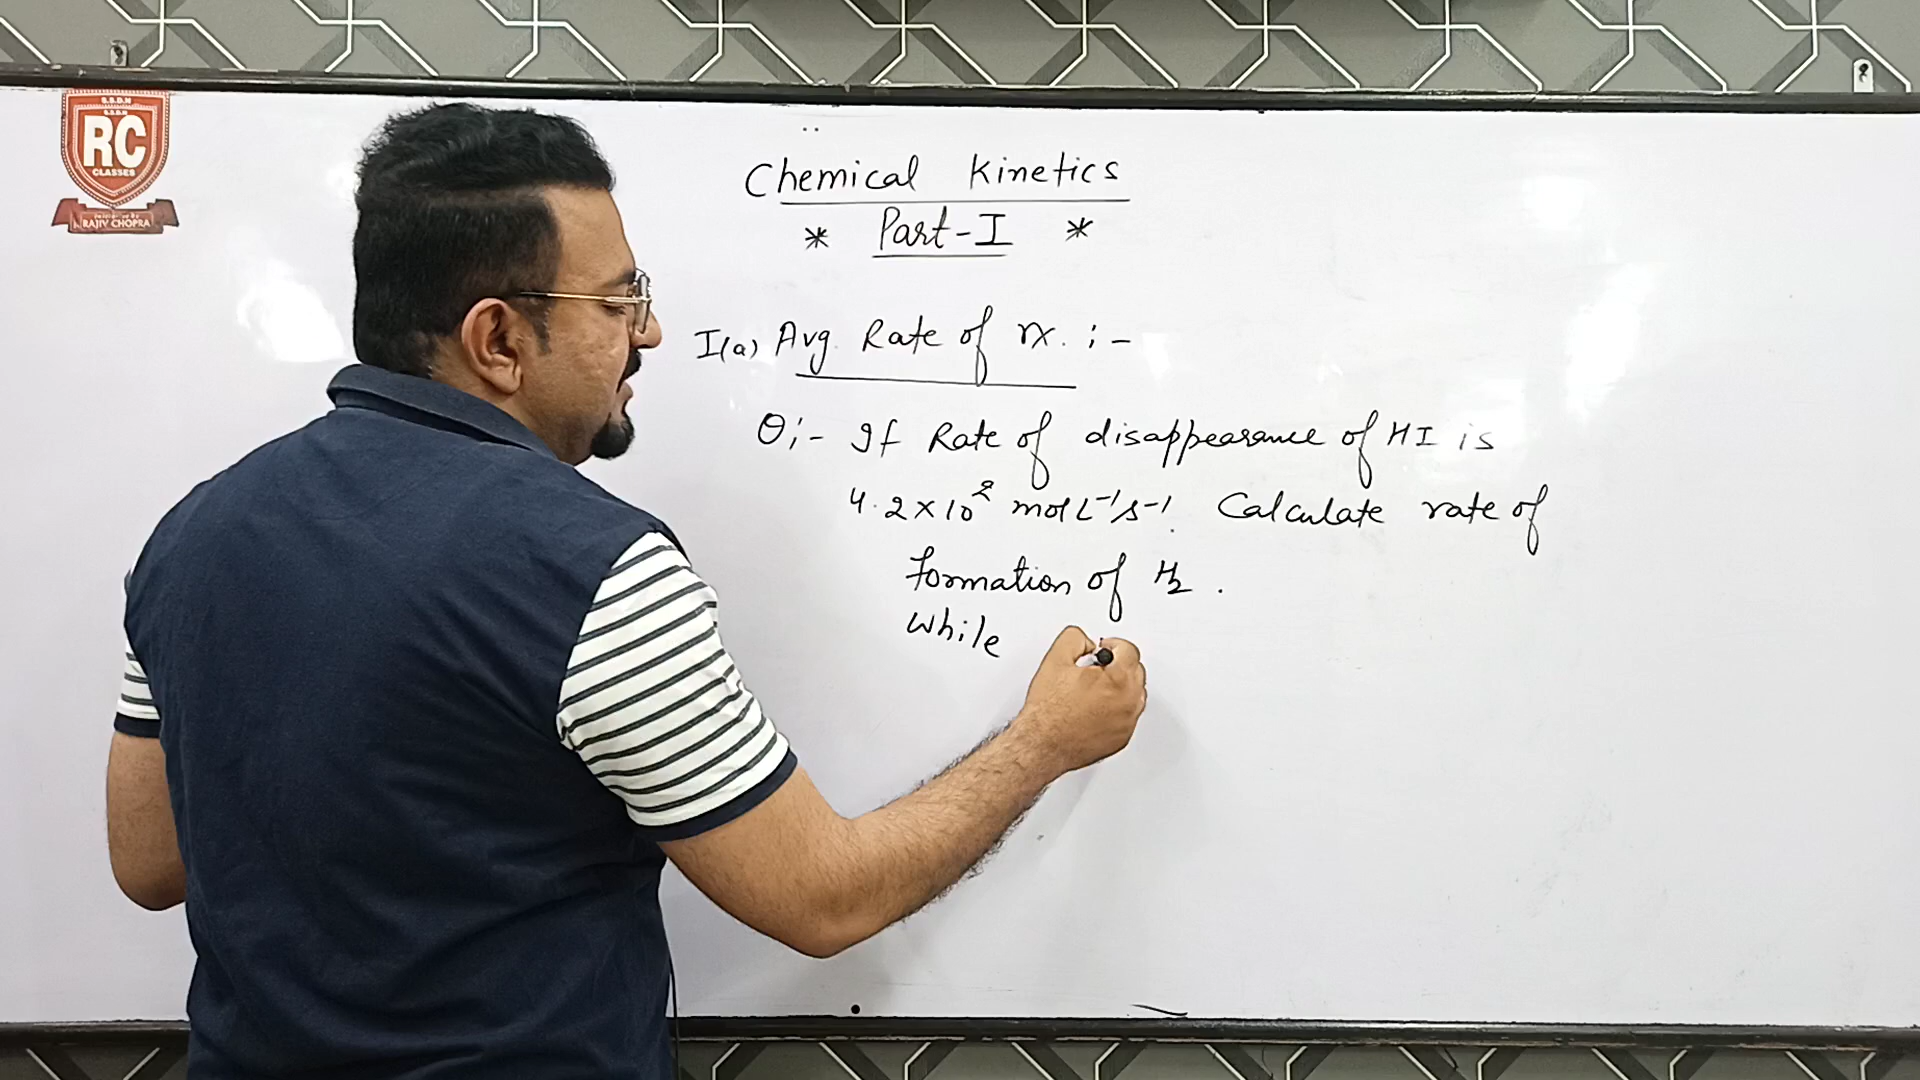 S.S.D.N
RC
CLASSES
RAJIV CHOPRA
Chemical Kinetics
* Part-I *
I(a) Avg. Rate of rx. :-
Q:- If Rate of disappearance of HI is
4.2×10² mol L⁻¹s⁻¹. Calculate rate of
formation of H₂.
While